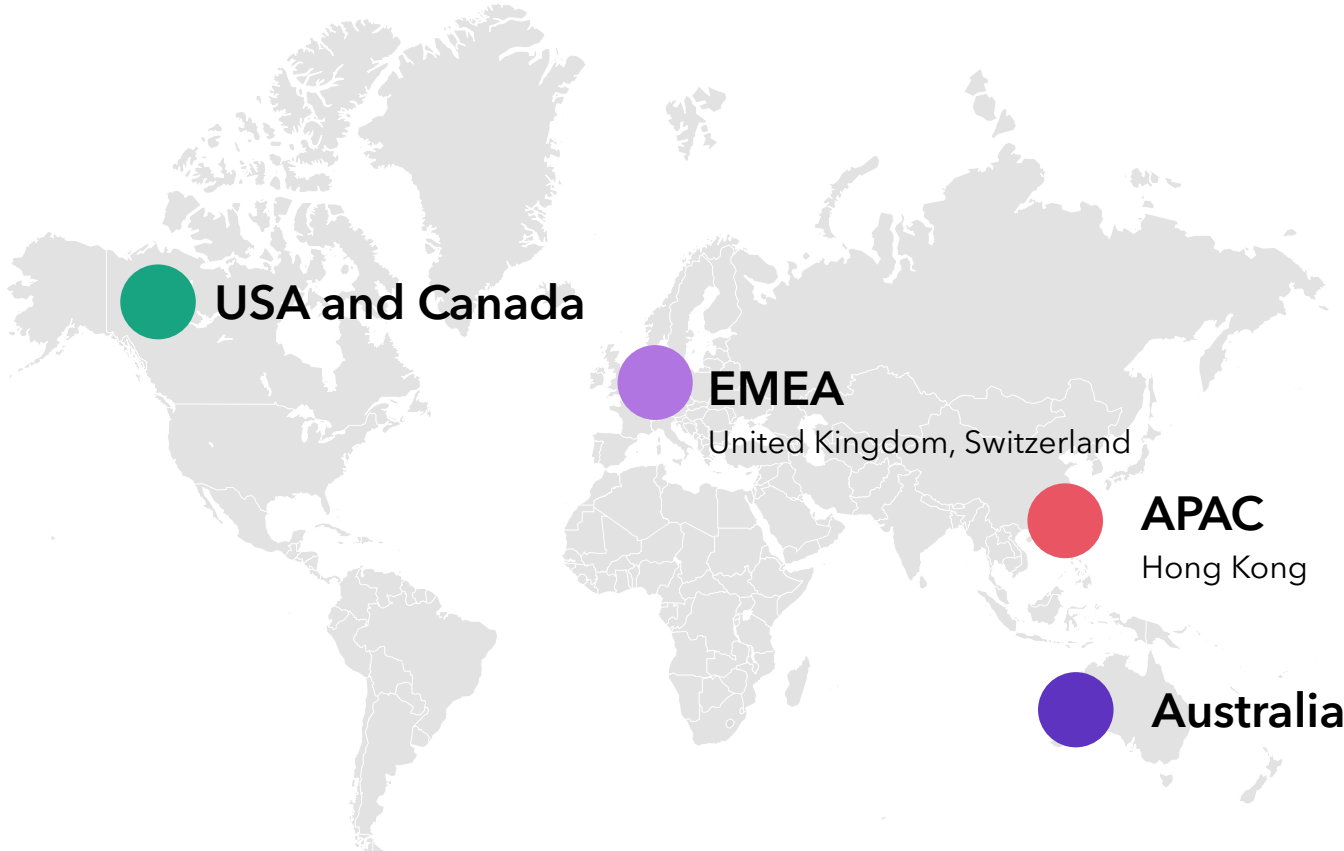 USA and Canada
EMEA
United Kingdom, Switzerland
APAC
Hong Kong
Australia